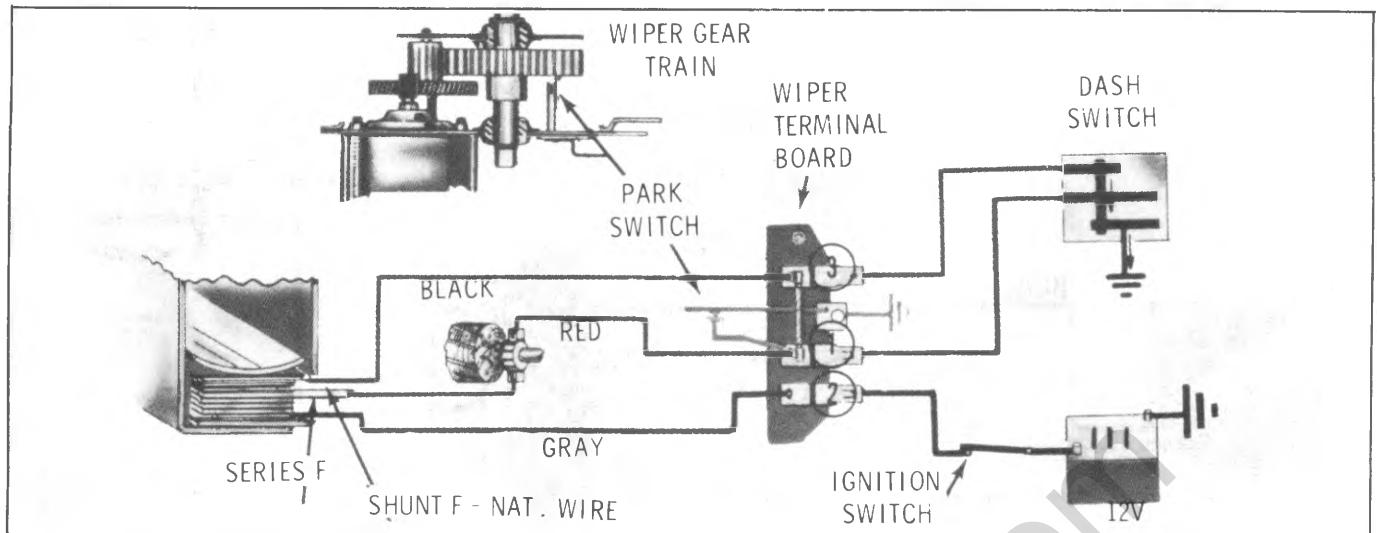 WIPER GEAR
TRAIN
WIPER
TERMINAL
BOARD
DASH
SWITCH
PARK
SWITCH
3
BLACK
RED
1
2
GRAY
SERIES F
SHUNT F - NAT. WIRE
IGNITION
SWITCH
12V